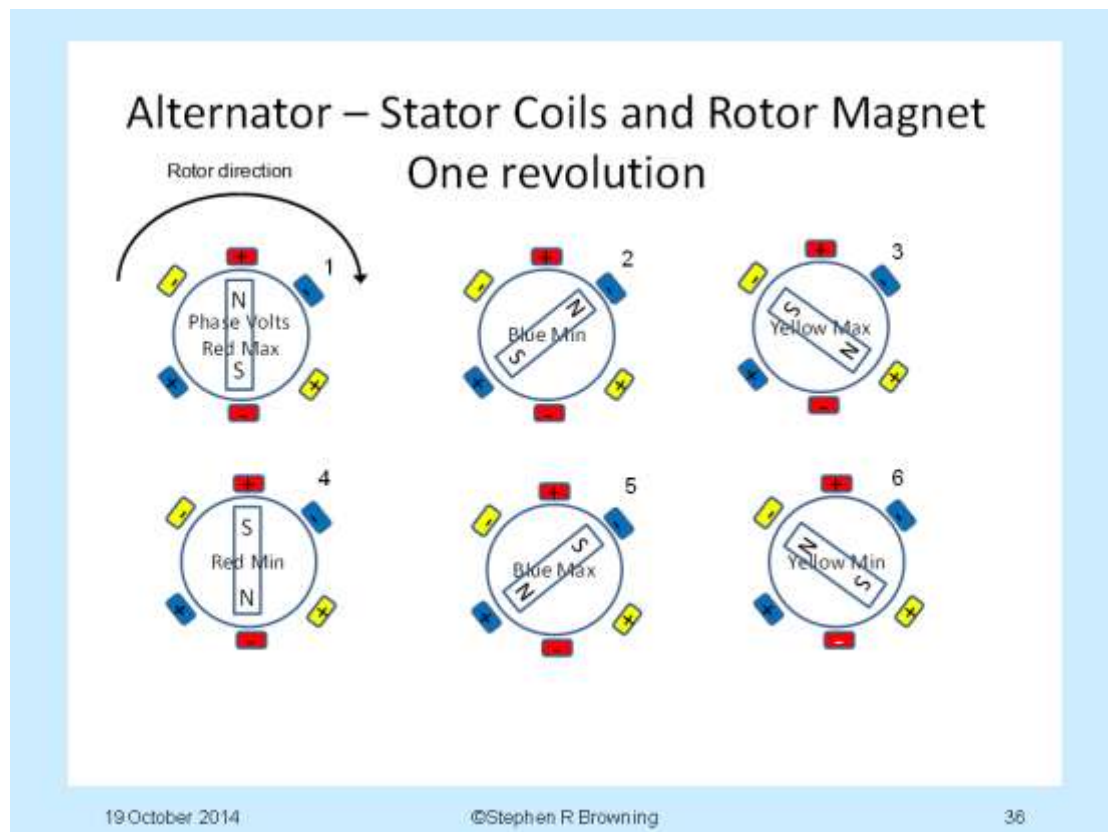 Alternator – Stator Coils and Rotor Magnet
One revolution
Rotor direction
+
-
-
1
N
Phase Volts
Red Max
S
+
+
-
+
-
-
2
N
Blue Min
S
+
+
-
+
-
-
3
S
Yellow Max
N
+
+
-
+
-
-
4
S
Red Min
N
+
+
-
+
-
-
5
S
Blue Max
N
+
+
-
+
-
-
6
N
Yellow Min
S
+
+
-
19 October 2014
©Stephen R Browning
36